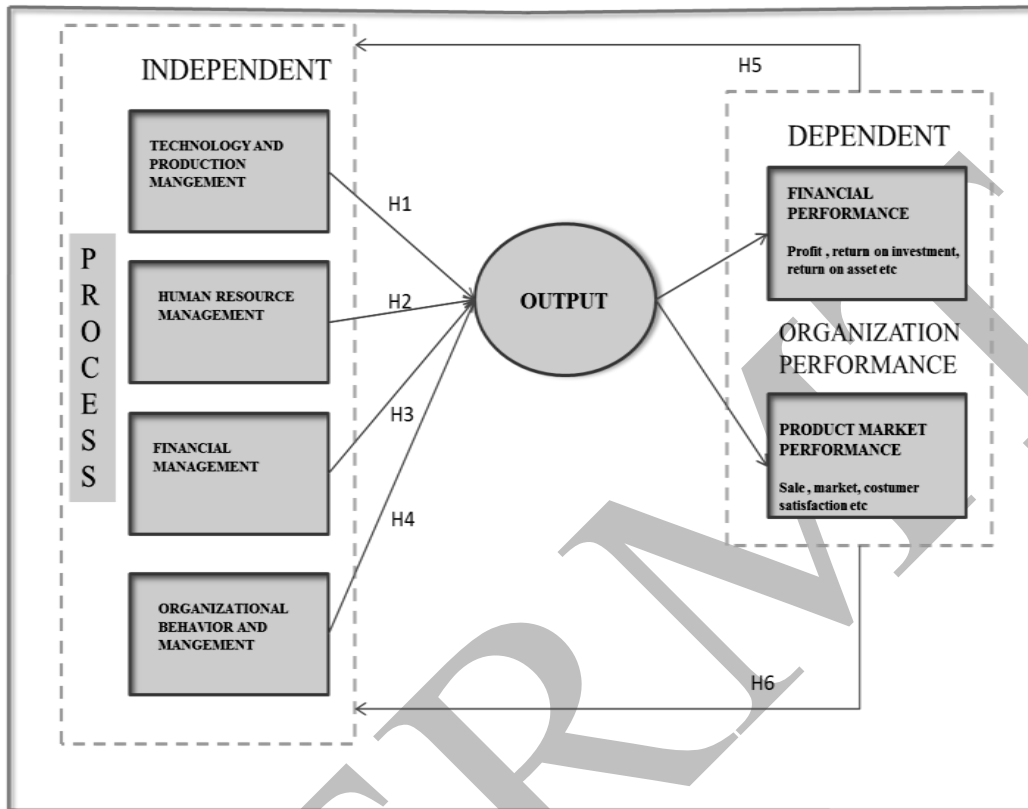 INDEPENDENT
PROCESS
TECHNOLOGY AND
PRODUCTION
MANGEMENT
HUMAN RESOURCE
MANAGEMENT
FINANCIAL
MANAGEMENT
ORGANIZATIONAL
BEHAVIOR AND
MANGEMENT
H1
H2
H3
H4
OUTPUT
H5
DEPENDENT
FINANCIAL
PERFORMANCE
Profit , return on investment,
return on asset etc
ORGANIZATION
PERFORMANCE
PRODUCT MARKET
PERFORMANCE
Sale , market, costumer
satisfaction etc
H6